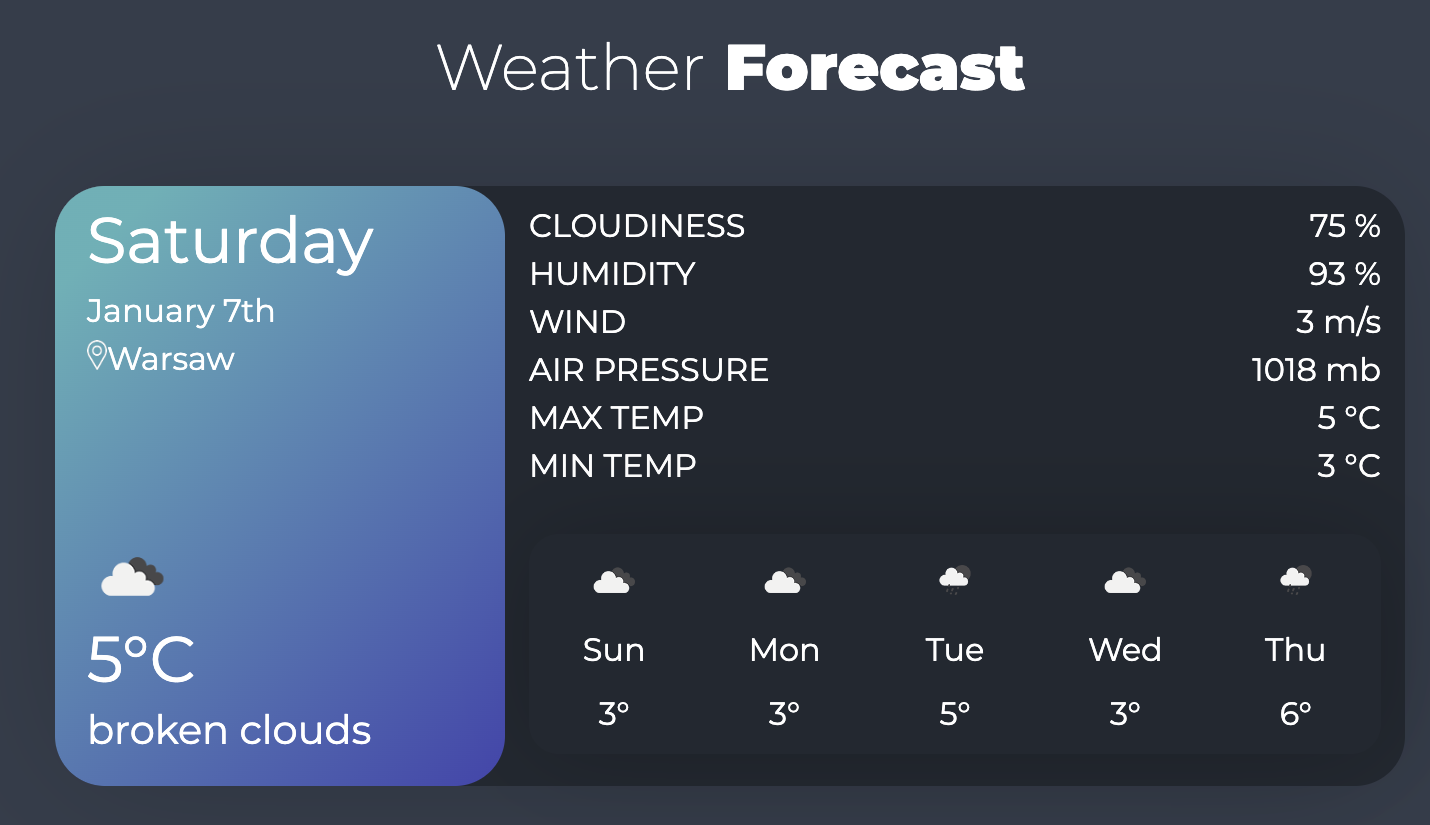 Weather Forecast
Saturday
January 7th
Warsaw
5°C
broken clouds
CLOUDINESS 75 %
HUMIDITY 93 %
WIND 3 m/s
AIR PRESSURE 1018 mb
MAX TEMP 5 °C
MIN TEMP 3 °C
Sun Mon Tue Wed Thu
3° 3° 5° 3° 6°